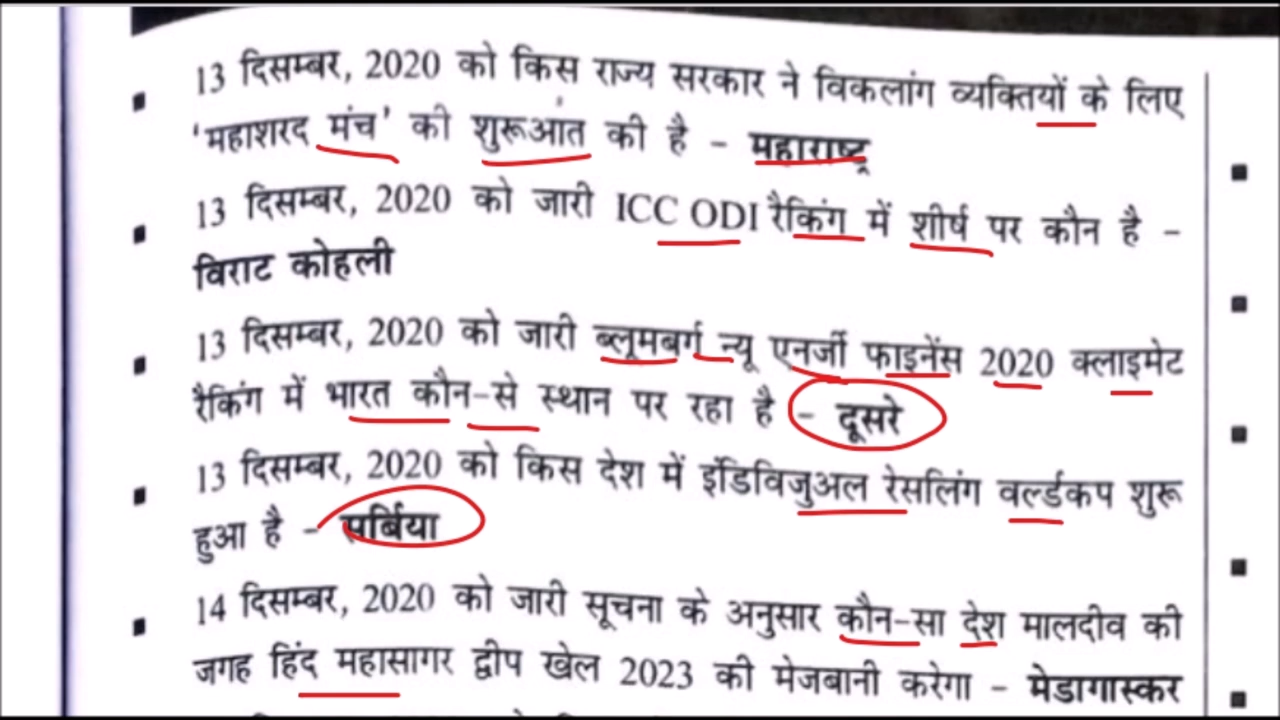 13 दिसम्बर, 2020 को किस राज्य सरकार ने विकलांग व्यक्तियों के लिए
'महाशरद मंच' की शुरूआत की है - महाराष्ट्र
13 दिसम्बर, 2020 को जारी ICC ODI रैकिंग में शीर्ष पर कौन है -
विराट कोहली
13 दिसम्बर, 2020 को जारी ब्लूमबर्ग न्यू एनर्जी फाइनेंस 2020 क्लाइमेट
रैकिंग में भारत कौन-से स्थान पर रहा है - दूसरे
13 दिसम्बर, 2020 को किस देश में इंडिविजुअल रेसलिंग वर्ल्डकप शुरू
हुआ है - सर्बिया
14 दिसम्बर, 2020 को जारी सूचना के अनुसार कौन-सा देश मालदीव की
जगह हिंद महासागर द्वीप खेल 2023 की मेजबानी करेगा - मेडागास्कर